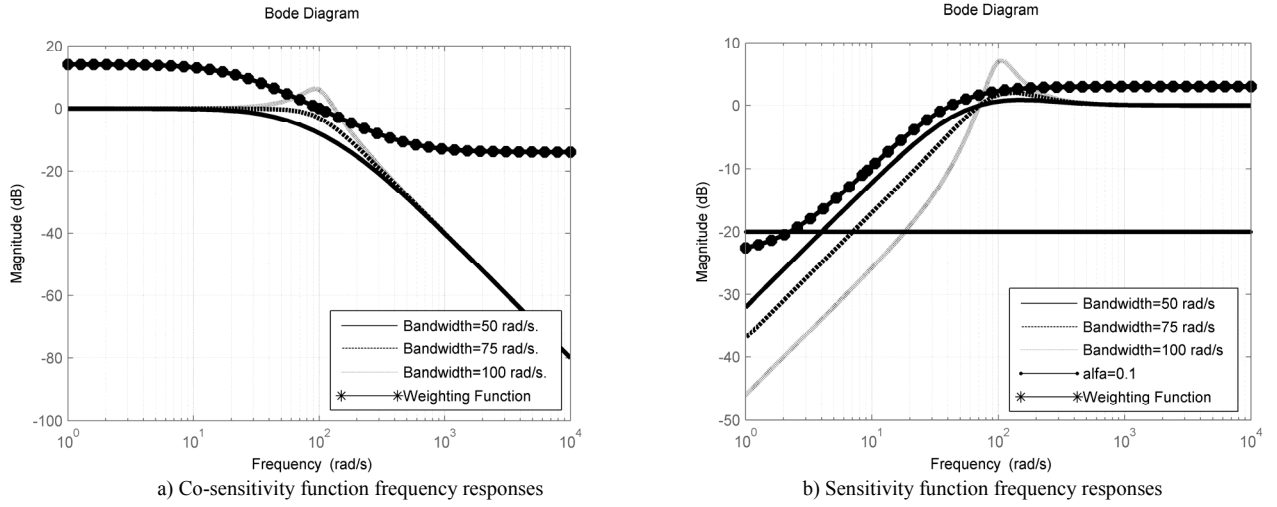 Bode Diagram
20
0
-20
-40
-60
-80
-100
Magnitude (dB)
Bandwidth=50 rad/s.
Bandwidth=75 rad/s.
Bandwidth=100 rad/s.
Weighting Function
10^0
10^1
10^2
10^3
10^4
Frequency (rad/s)
a) Co-sensitivity function frequency responses
Bode Diagram
10
0
-10
-20
-30
-40
-50
Magnitude (dB)
Bandwidth=50 rad/s
Bandwidth=75 rad/s
Bandwidth=100 rad/s
alfa=0.1
Weighting Function
10^0
10^1
10^2
10^3
10^4
Frequency (rad/s)
b) Sensitivity function frequency responses